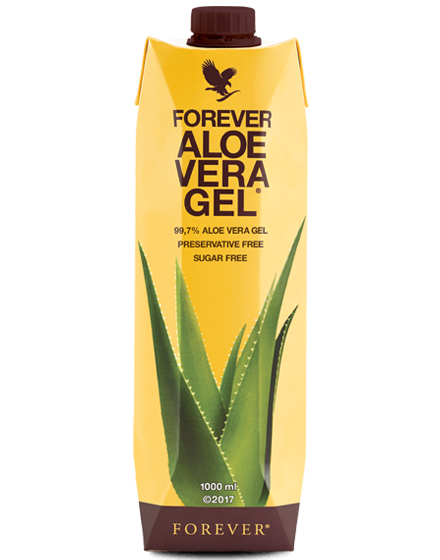 FOREVER
ALOE
VERA
GEL®
99,7% ALOE VERA GEL
PRESERVATIVE FREE
SUGAR FREE
1000 ml
©2017
FOREVER®